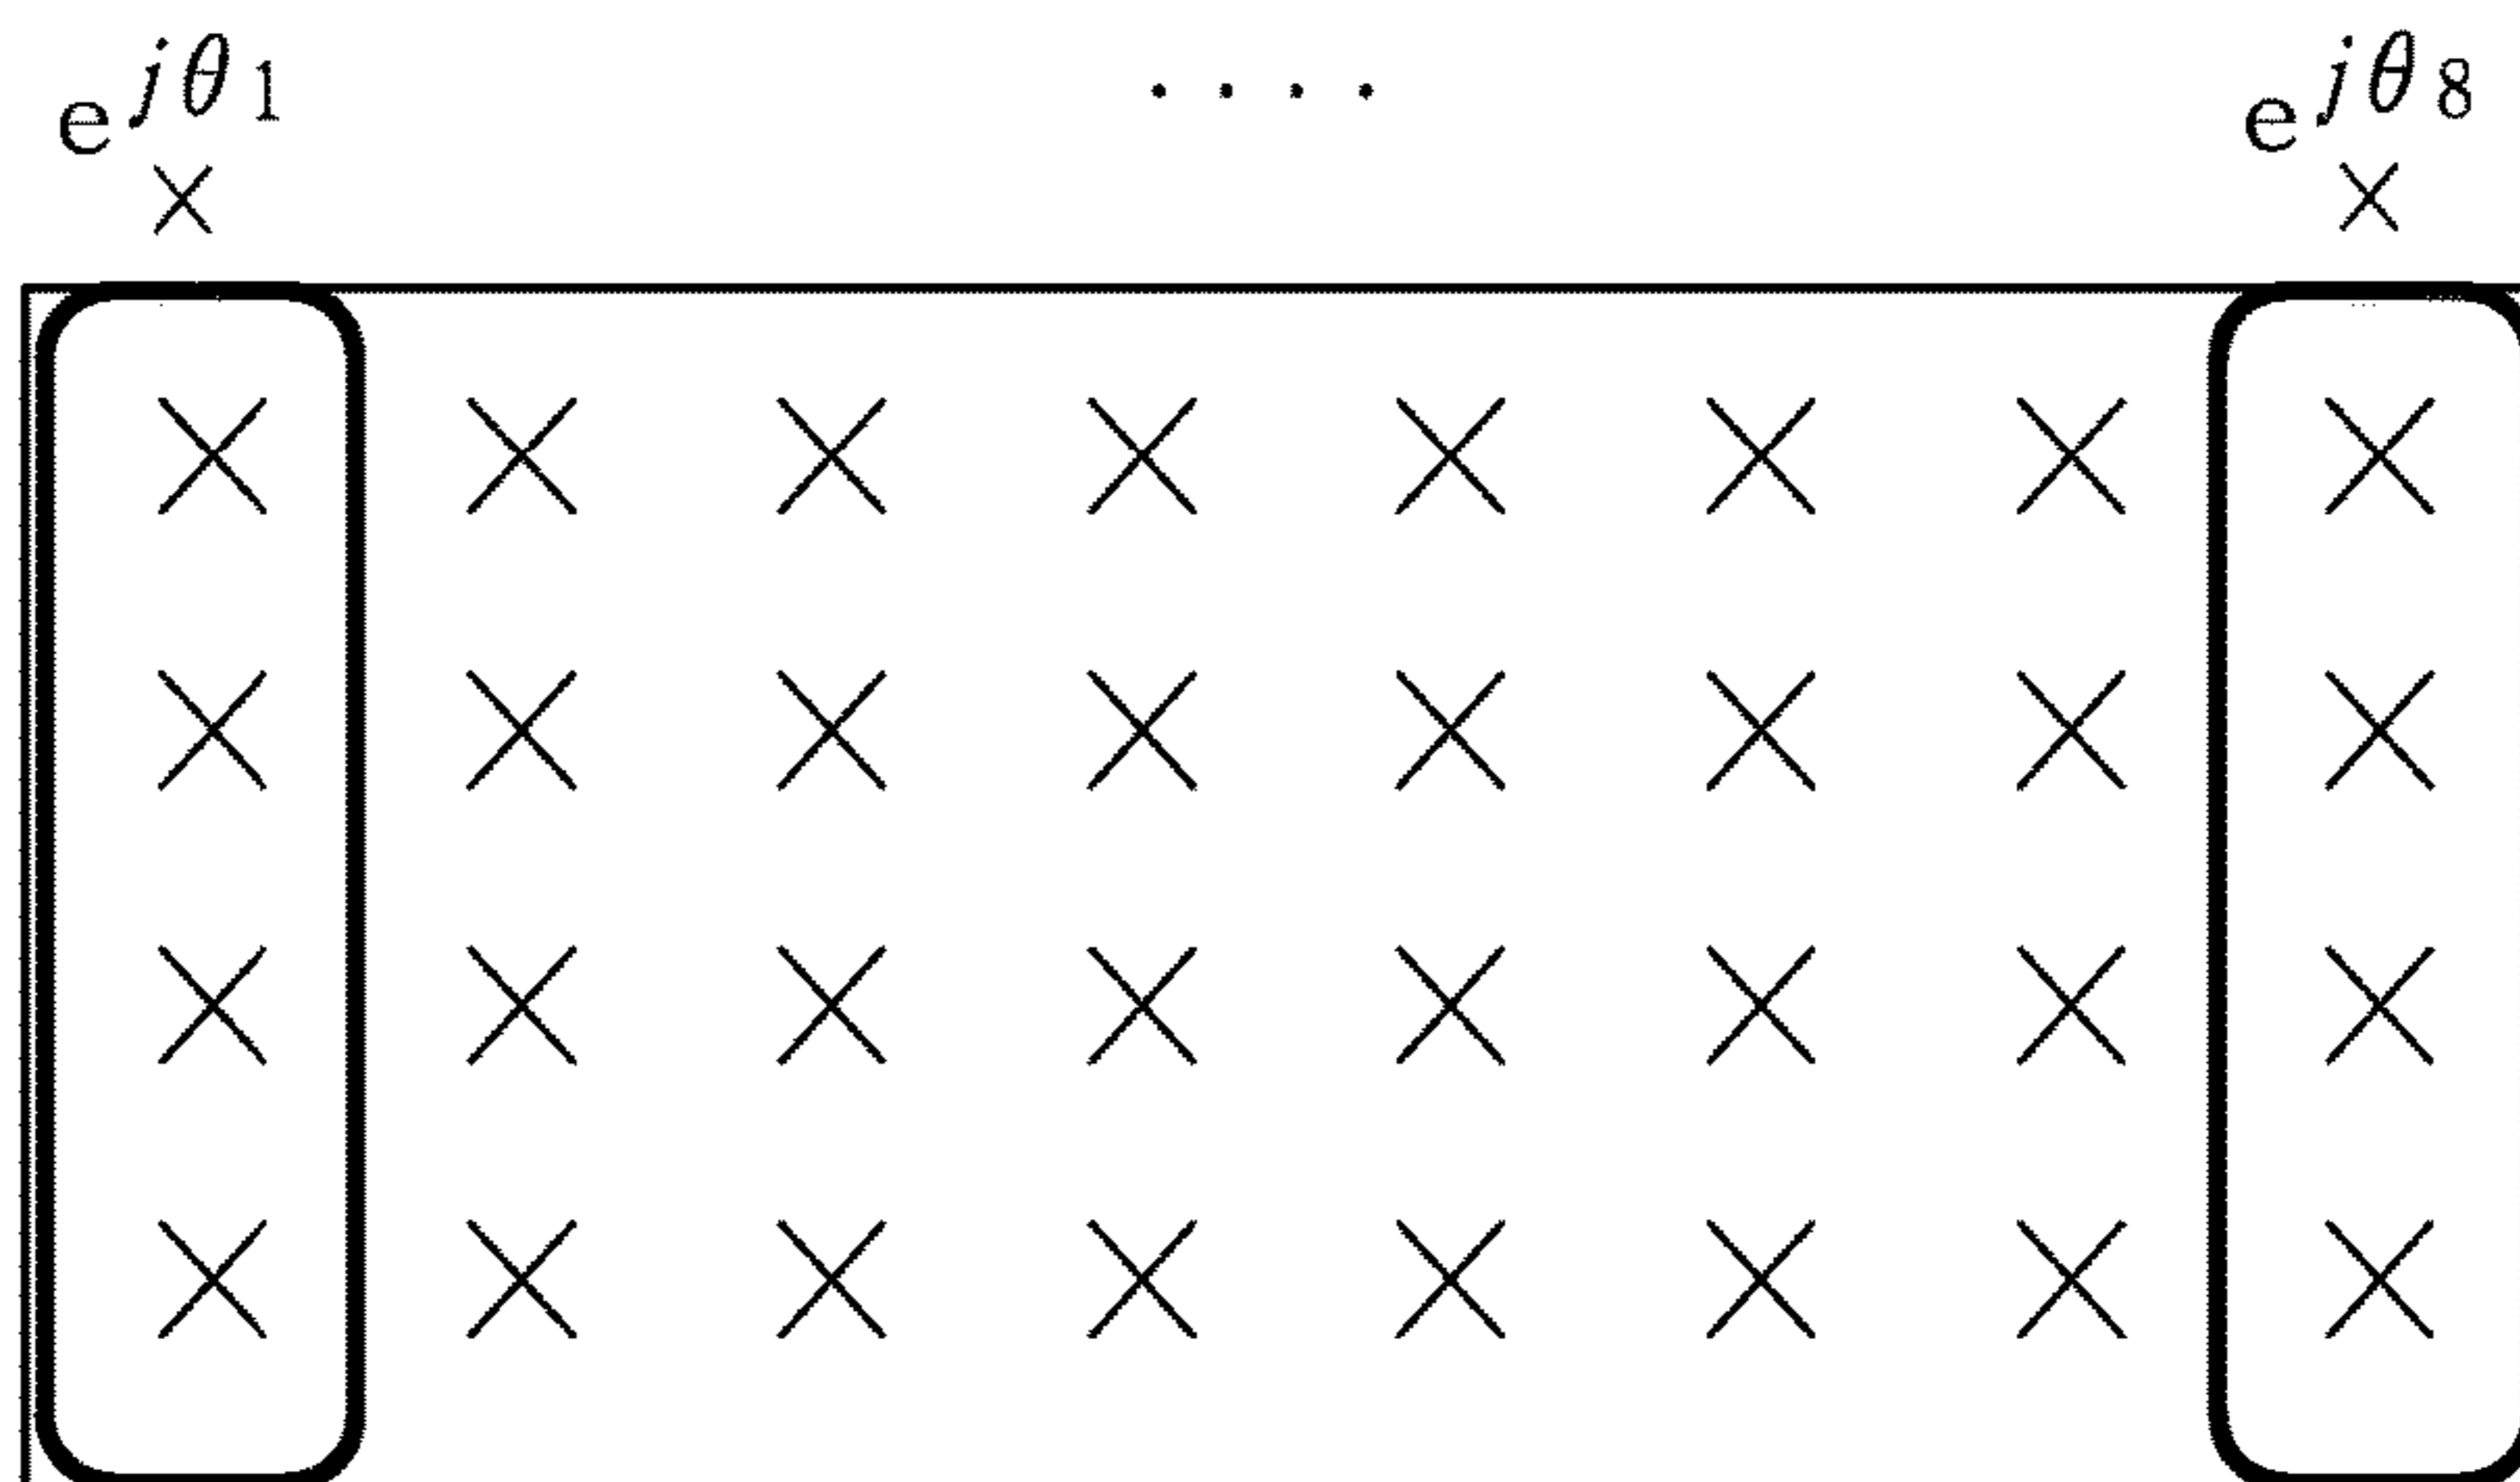 e^{jθ1} .... e^{jθ8}
× ×
× × × × × × × ×
× × × × × × × ×
× × × × × × × ×
× × × × × × × ×